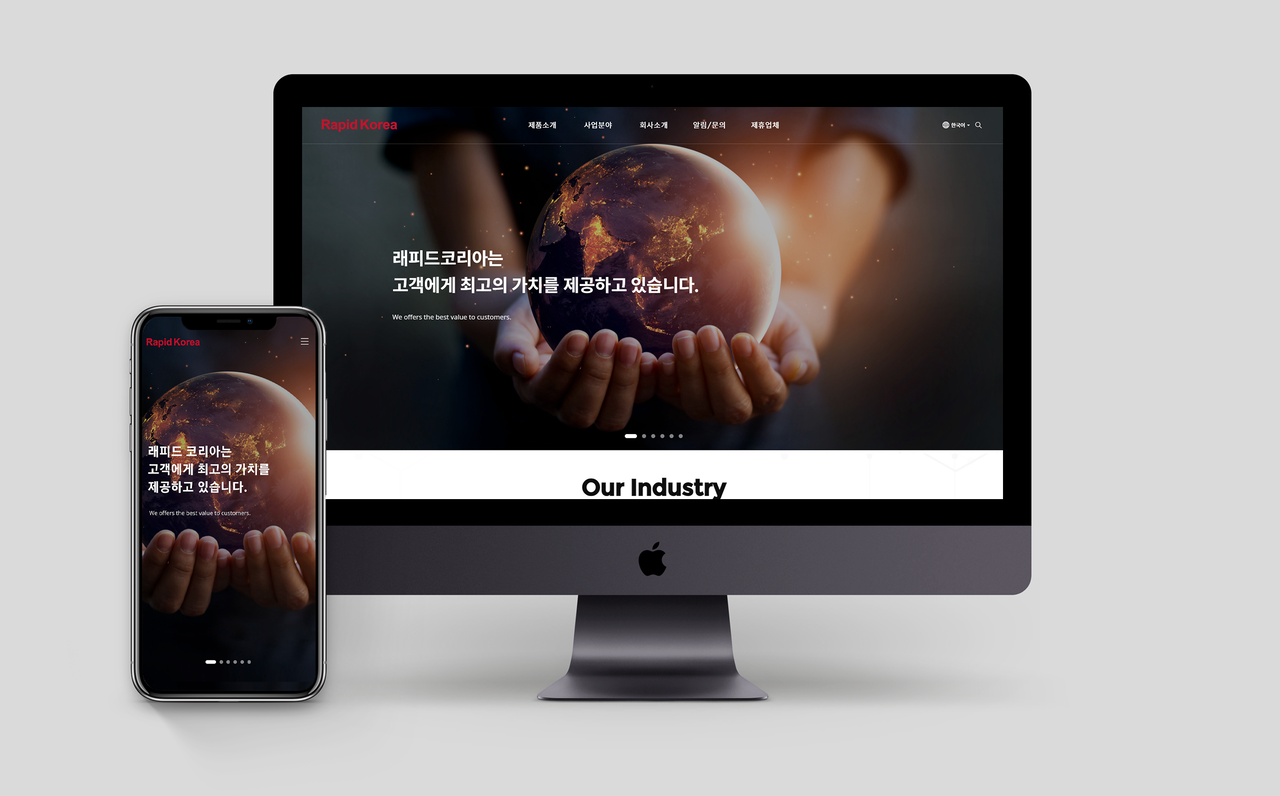 Rapid Korea
제품소개 사업분야 회사소개 알림/문의 제휴업체
한국어
래피드코리아는
고객에게 최고의 가치를 제공하고 있습니다.
We offers the best value to customers.
Our Industry
Rapid Korea
래피드 코리아는
고객에게 최고의 가치를
제공하고 있습니다.
We offers the best value to customers.